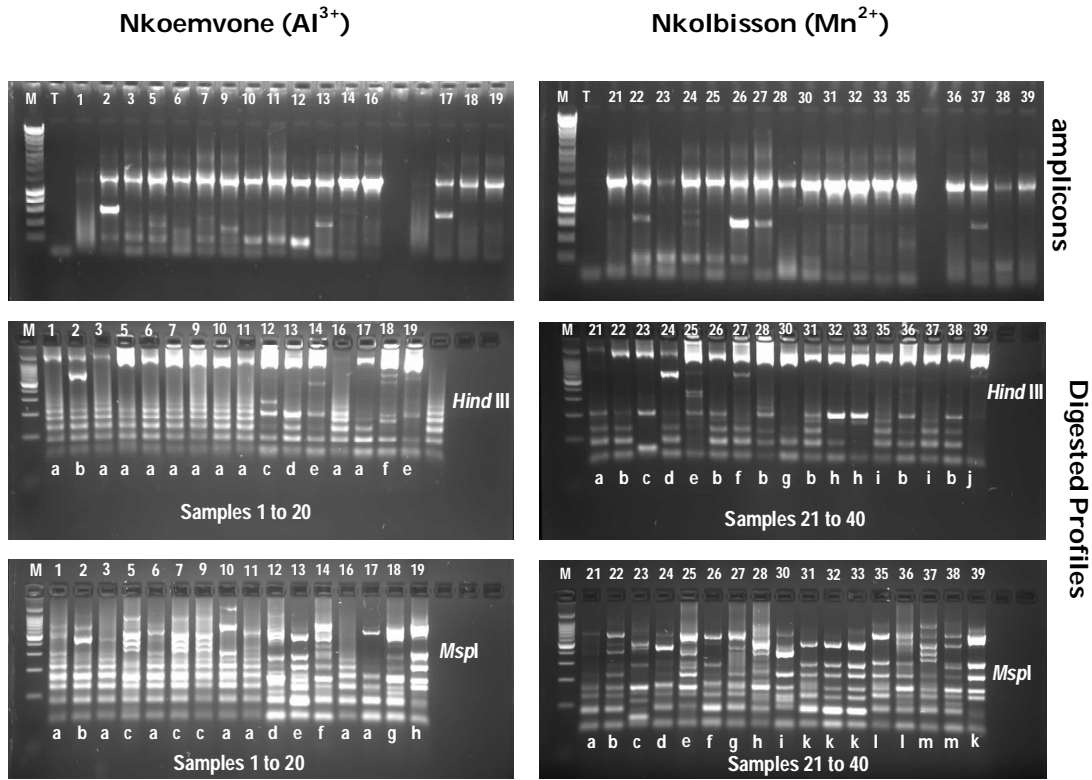 Nkoemvone (Al³⁺)
Nkolbisson (Mn²⁺)
M T 1 2 3 5 6 7 9 10 11 12 13 14 16 17 18 19
M T 21 22 23 24 25 26 27 28 30 31 32 33 35 36 37 38 39
amplicons
M 1 2 3 5 6 7 9 10 11 12 13 14 16 17 18 19
Hind III
a b a a a a a a a c d e a a f e
Samples 1 to 20
M 21 22 23 24 25 26 27 28 30 31 32 33 35 36 37 38 39
Hind III
a b c d e b f b g b h h i b i b j
Samples 21 to 40
Digested Profiles
M 1 2 3 5 6 7 9 10 11 12 13 14 16 17 18 19
MspI
a b a c a c c a a d e f a a g h
Samples 1 to 20
M 21 22 23 24 25 26 27 28 30 31 32 33 35 36 37 38 39
MspI
a b c d e f g h i k k k l l m m k
Samples 21 to 40